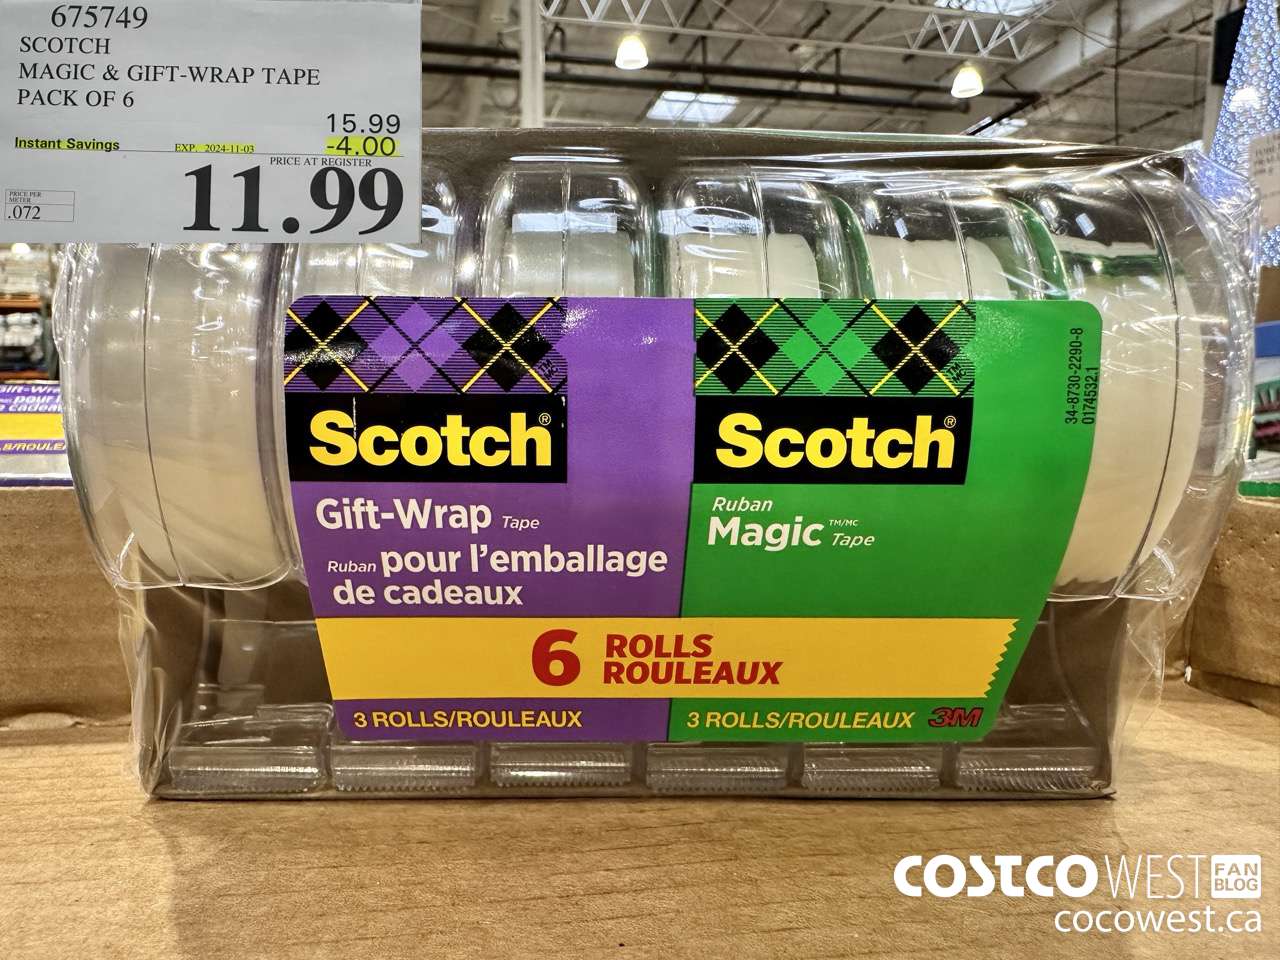 675749
SCOTCH
MAGIC & GIFT-WRAP TAPE
PACK OF 6
15.99
Instant Savings EXP. 2024-11-03 -4.00
PRICE AT REGISTER
11.99
PRICE PER
METER
.072
Scotch®
Gift-Wrap Tape
Ruban pour l'emballage
de cadeaux
Scotch®
Ruban
Magic™/MC Tape
34-8730-2290-8
0174532.1
6 ROLLS
ROULEAUX
3 ROLLS/ROULEAUX
3 ROLLS/ROULEAUX 3M
COSTCO WEST FAN BLOG
cocowest.ca